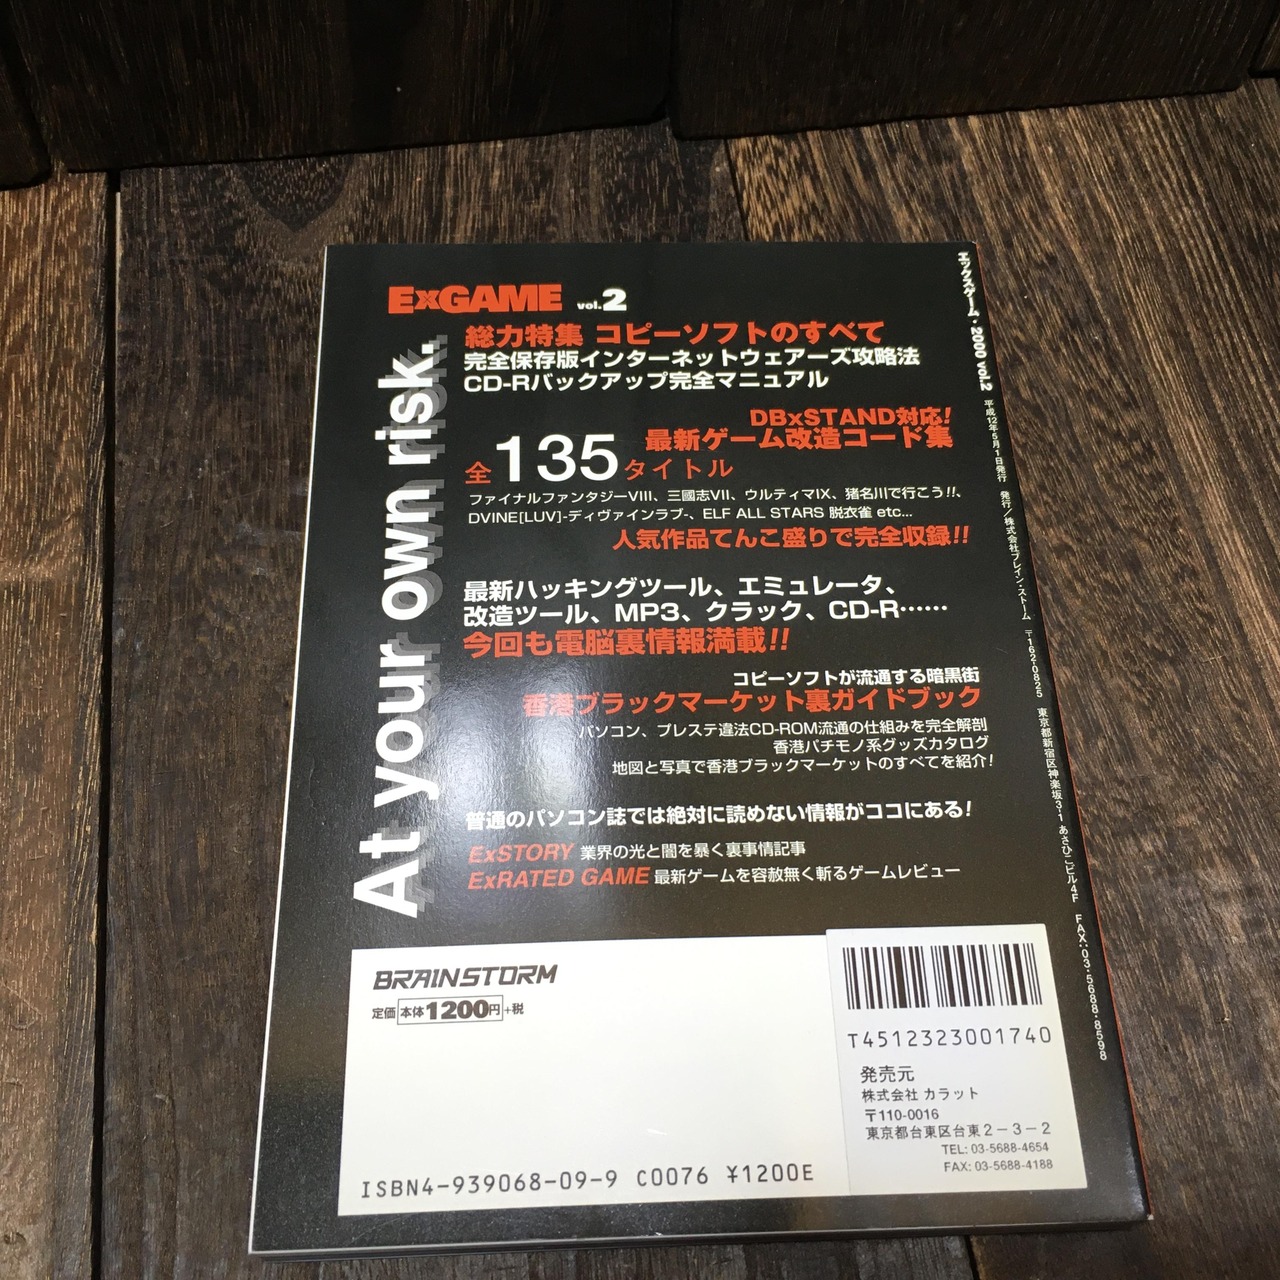 ExGAME vol.2
総力特集 コピーソフトのすべて
完全保存版インターネットウェアーズ攻略法
CD-Rバックアップ完全マニュアル
DBxSTAND対応!
最新ゲーム改造コード集
全135タイトル
ファイナルファンタジーVIII、三國志VII、ウルティマIX、猪名川で行こう!!、
DVINE[LUV]-ディヴァインラブ-、ELF ALL STARS 脱衣雀 etc...
人気作品てんこ盛りで完全収録!!
最新ハッキングツール、エミュレータ、
改造ツール、MP3、クラック、CD-R……
今回も電脳裏情報満載!!
コピーソフトが流通する暗黒街
香港ブラックマーケット裏ガイドブック
パソコン、プレステ違法CD-ROM流通の仕組みを完全解剖
香港パチモノ系グッズカタログ
地図と写真で香港ブラックマーケットのすべてを紹介!
普通のパソコン誌では絶対に読めない情報がココにある!
ExSTORY 業界の光と闇を暴く裏事情記事
ExRATED GAME 最新ゲームを容赦無く斬るゲームレビュー
At your own risk.
エックスゲーム・2000 vol.2 平成12年5月1日発行 発行/株式会社ブレイン・ストーム 〒162-0825 東京都新宿区神楽坂3-1 あさひこビル4F FAX:03-5688-8598
BRAINSTORM
定価 本体1200円+税
ISBN4-939068-09-9 C0076 ¥1200E
T4512323001740
発売元
株式会社 カラット
〒110-0016
東京都台東区台東2-3-2
TEL: 03-5688-4654
FAX: 03-5688-4188